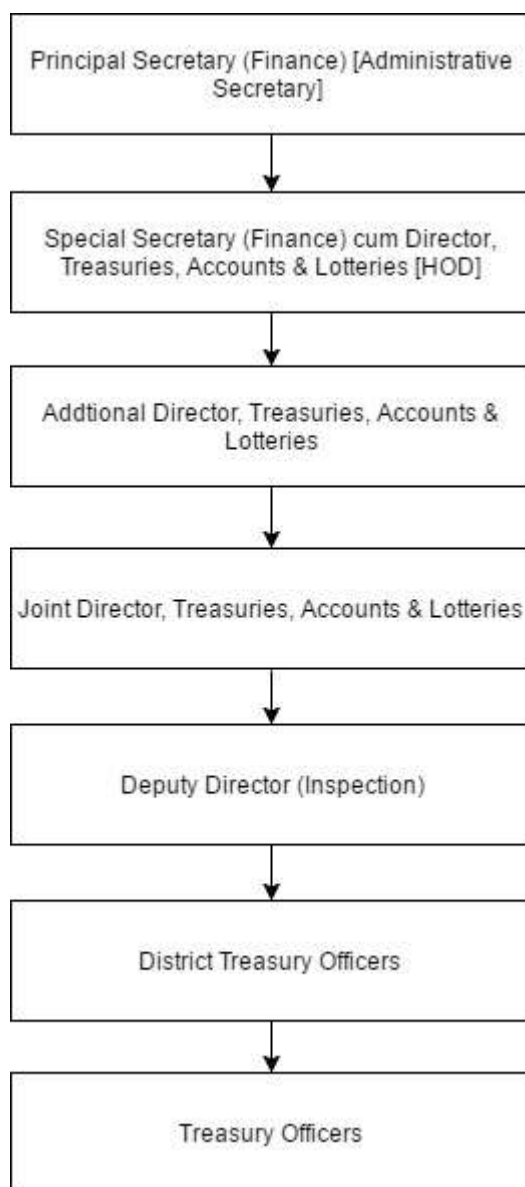 Principal Secretary (Finance) [Administrative
Secretary]
Special Secretary (Finance) cum Director,
Treasuries, Accounts & Lotteries [HOD]
Addtional Director, Treasuries, Accounts &
Lotteries
Joint Director, Treasuries, Accounts & Lotteries
Deputy Director (Inspection)
District Treasury Officers
Treasury Officers